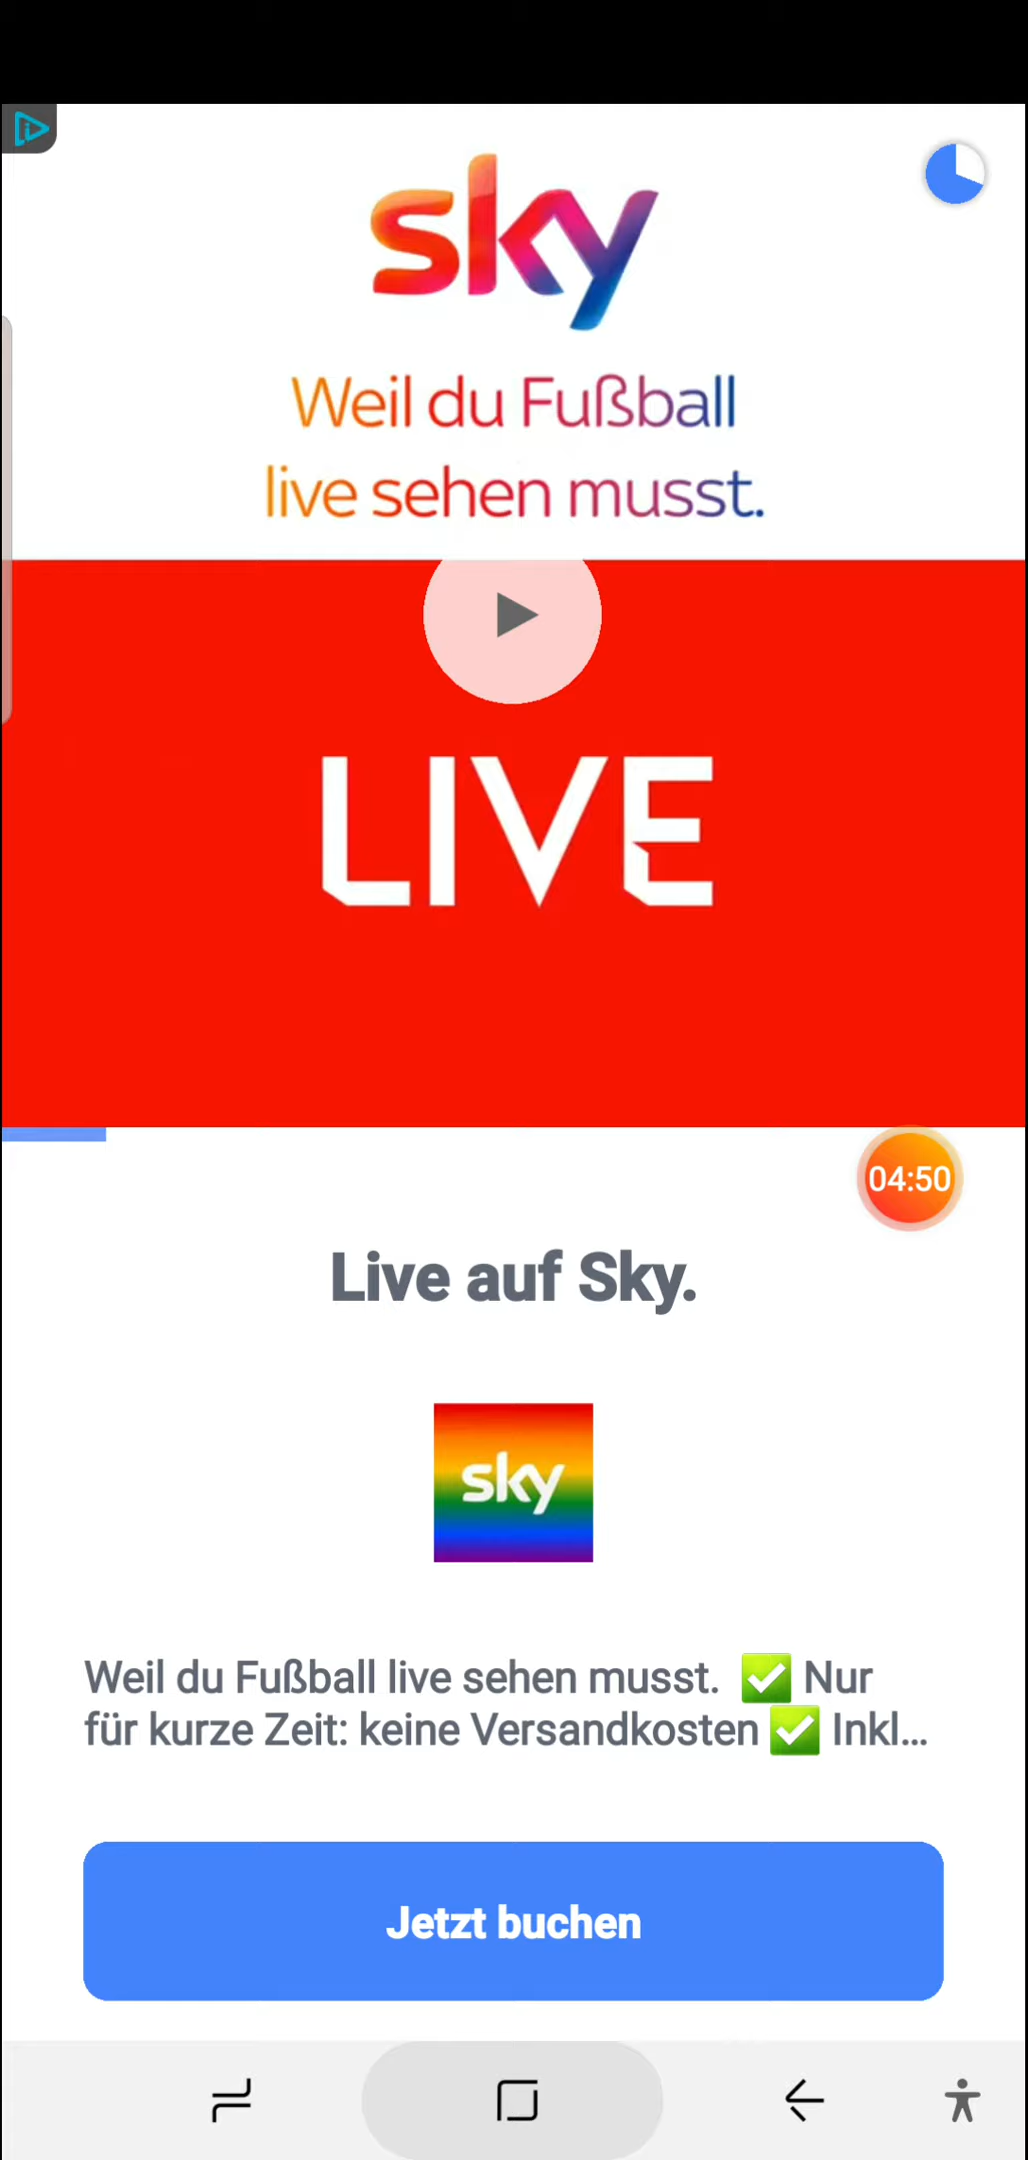 sky
Weil du Fußball
live sehen musst.
LIVE
04:50
Live auf Sky.
sky
Weil du Fußball live sehen musst. ✅ Nur
für kurze Zeit: keine Versandkosten ✅ Inkl...
Jetzt buchen